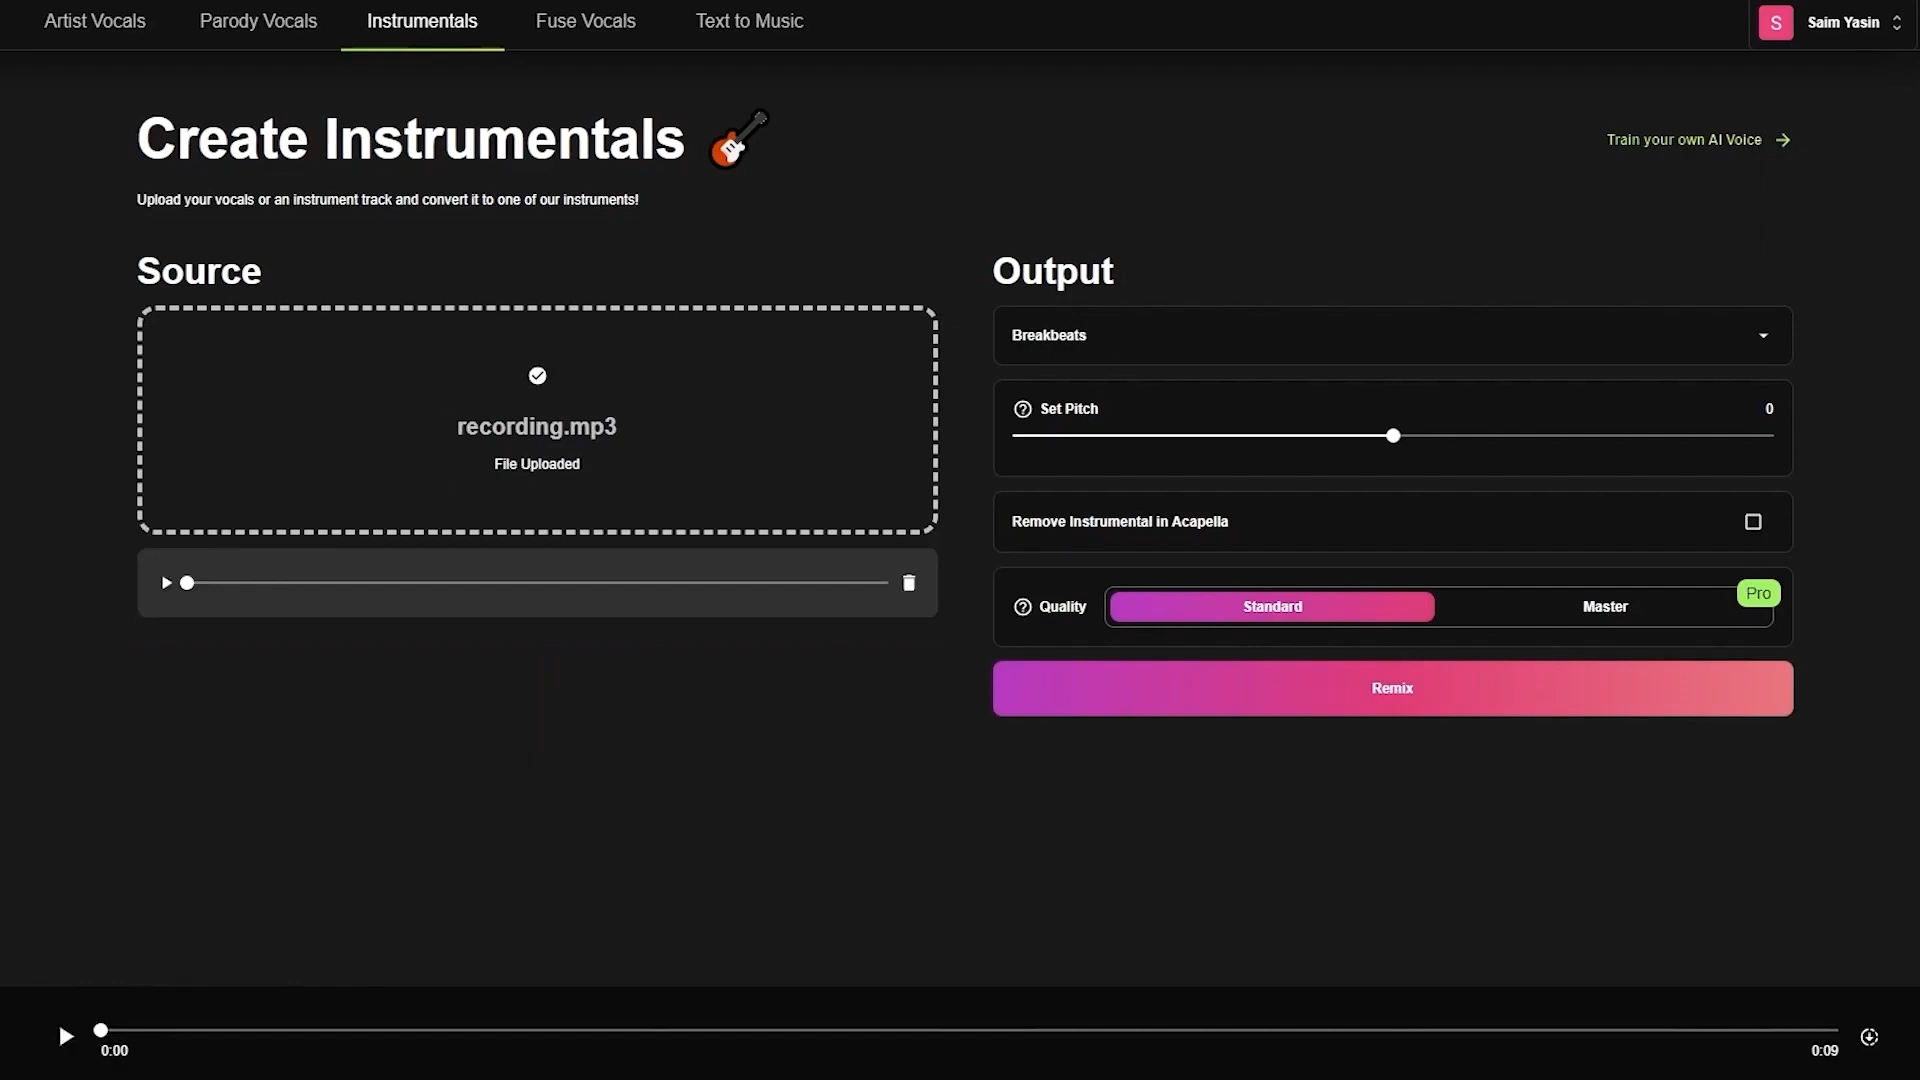 Artist Vocals
Parody Vocals
Instrumentals
Fuse Vocals
Text to Music
S
Saim Yasin
Create Instrumentals
Train your own AI Voice
Upload your vocals or an instrument track and convert it to one of our instruments!
Source
recording.mp3
File Uploaded
Output
Breakbeats
Set Pitch
0
Remove Instrumental in Acapella
Quality
Standard
Master
Pro
Remix
0:00
0:09